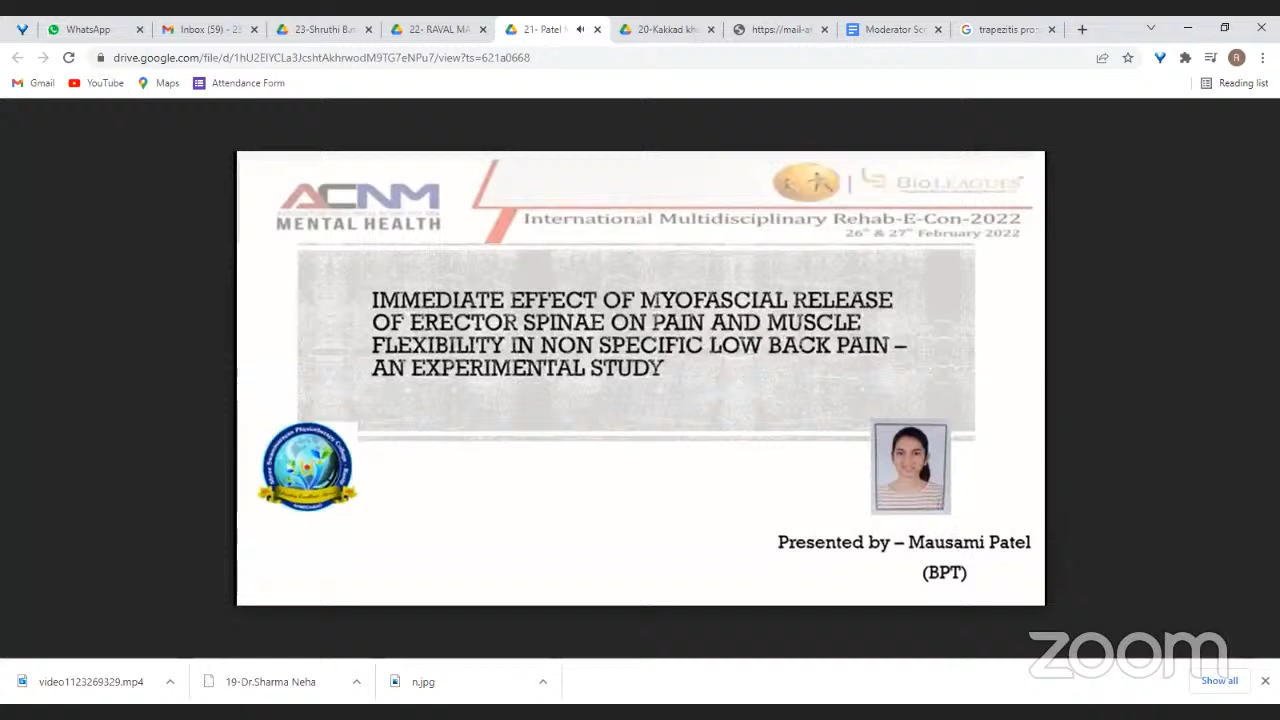 WhatsApp
Inbox (59) - 23
23-Shruthi B.n
22- RAVAL MA
21- Patel
20-Kakkad kh
https://mail-a
Moderator Sc
trapezitis pro
drive.google.com/file/d/1hU2ElYCLa3JcshtAkhrwodM9TG7eNPu7/view?ts=621a0668
Gmail
YouTube
Maps
Attendance Form
Reading list
ACNM
MENTAL HEALTH
BIOLEAGUES
International Multidisciplinary Rehab-E-Con-2022
26th & 27th February 2022
IMMEDIATE EFFECT OF MYOFASCIAL RELEASE
OF ERECTOR SPINAE ON PAIN AND MUSCLE
FLEXIBILITY IN NON SPECIFIC LOW BACK PAIN –
AN EXPERIMENTAL STUDY
Presented by – Mausami Patel
(BPT)
zoom
video1123269329.mp4
19-Dr.Sharma Neha
n.jpg
Show all